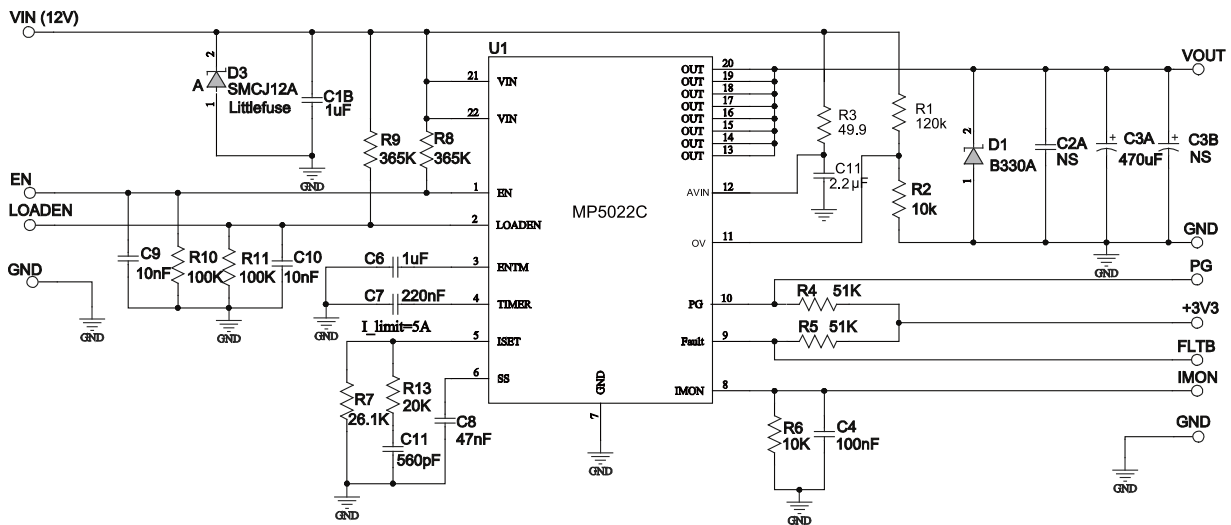 VIN (12V)
U1
2
D3
SMCJ12A
Littlefuse
A
1
C1B
1uF
GND
R9
365K
R8
365K
21
VIN
22
VIN
EN
1
EN
LOADEN
2
LOADEN
C9
10nF
R10
100K
R11
100K
C10
10nF
GND
GND
GND
C6
1uF
3
ENTM
C7
220nF
4
TIMER
GND
I_limit=5A
5
ISET
6
SS
R7
26.1K
R13
20K
C11
560pF
C8
47nF
GND
MP5022C
GND
7
GND
OUT
20
OUT
19
OUT
18
OUT
17
OUT
16
OUT
15
OUT
14
OUT
13
AVIN
12
OV
11
PG
10
Fault
9
IMON
8
R3
49.9
C11
2.2μF
R1
120k
R2
10k
2
D1
B330A
1
C2A
NS
C3A
+
470uF
C3B
+
NS
VOUT
GND
GND
PG
R4
51K
+3V3
R5
51K
FLTB
IMON
R6
10K
C4
100nF
GND
GND
GND